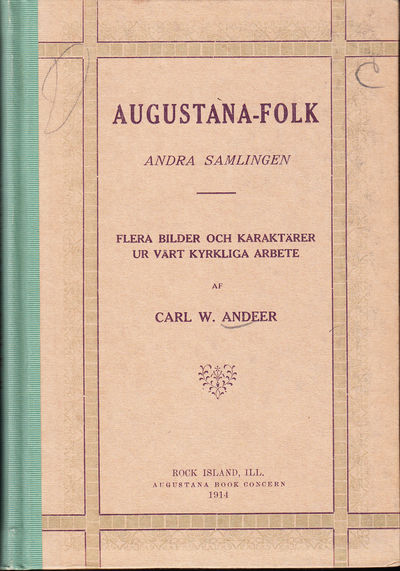 AUGUSTANA-FOLK
ANDRA SAMLINGEN
FLERA BILDER OCH KARAKTÄRER
UR VÅRT KYRKLIGA ARBETE
AF
CARL W. ANDEER
ROCK ISLAND, ILL.
AUGUSTANA BOOK CONCERN
1914